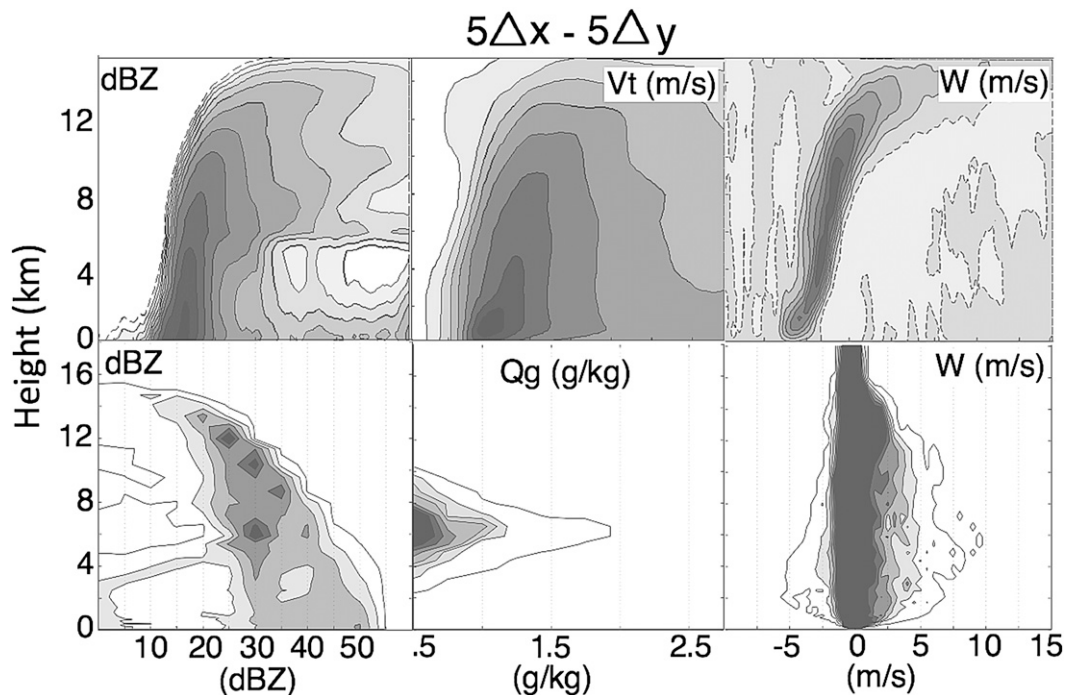 5△x - 5△y
dBZ
Vt (m/s)
W (m/s)
12
8
4
0
Height (km)
dBZ
Qg (g/kg)
W (m/s)
16
12
8
4
0
10 20 30 40 50
.5 1.5 2.5
-5 0 5 10 15
(dBZ)
(g/kg)
(m/s)